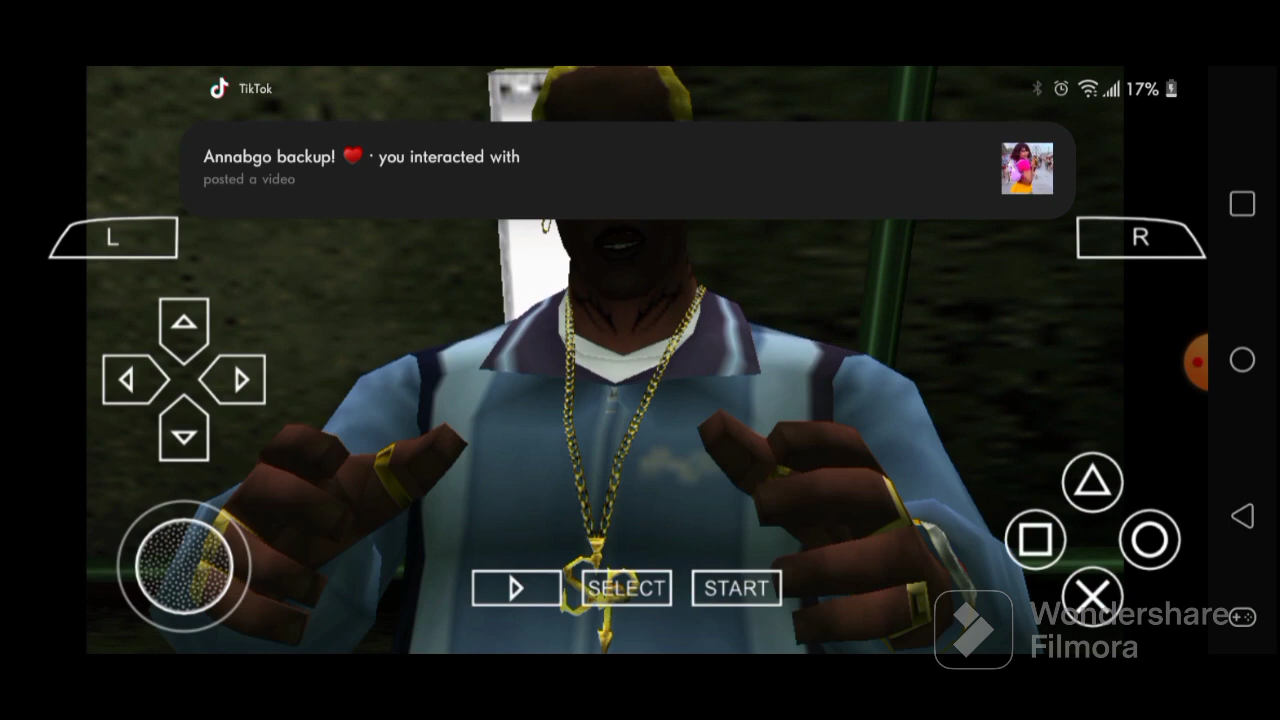 TikTok
17%
Annabgo backup! ❤️ · you interacted with
posted a video
L
R
SELECT
START
Wondershare
Filmora